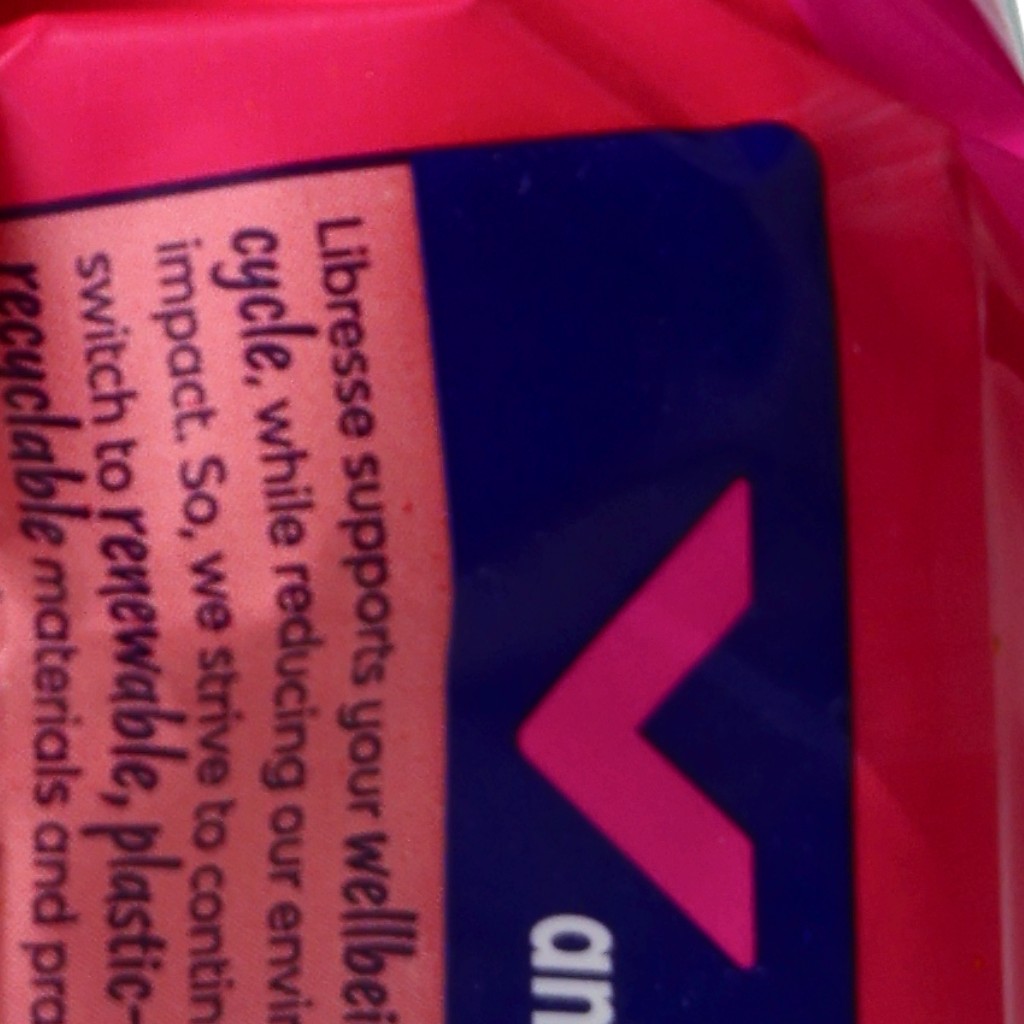 an
Libresse supports your wellbei
cycle, while reducing our envir
impact. So, we strive to contin
switch to renewable, plastic-
recyclable materials and pro